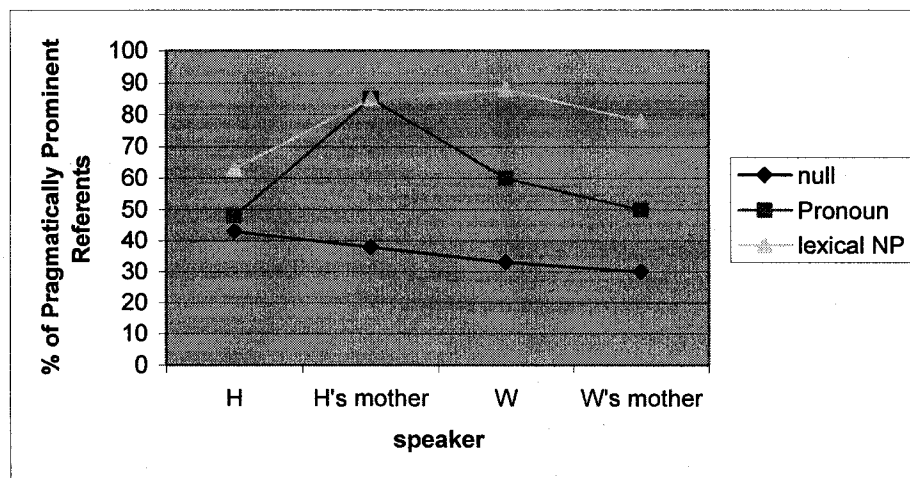 % of Pragmatically Prominent
Referents
100
90
80
70
60
50
40
30
20
10
0
H
H's mother
W
W's mother
speaker
null
Pronoun
lexical NP